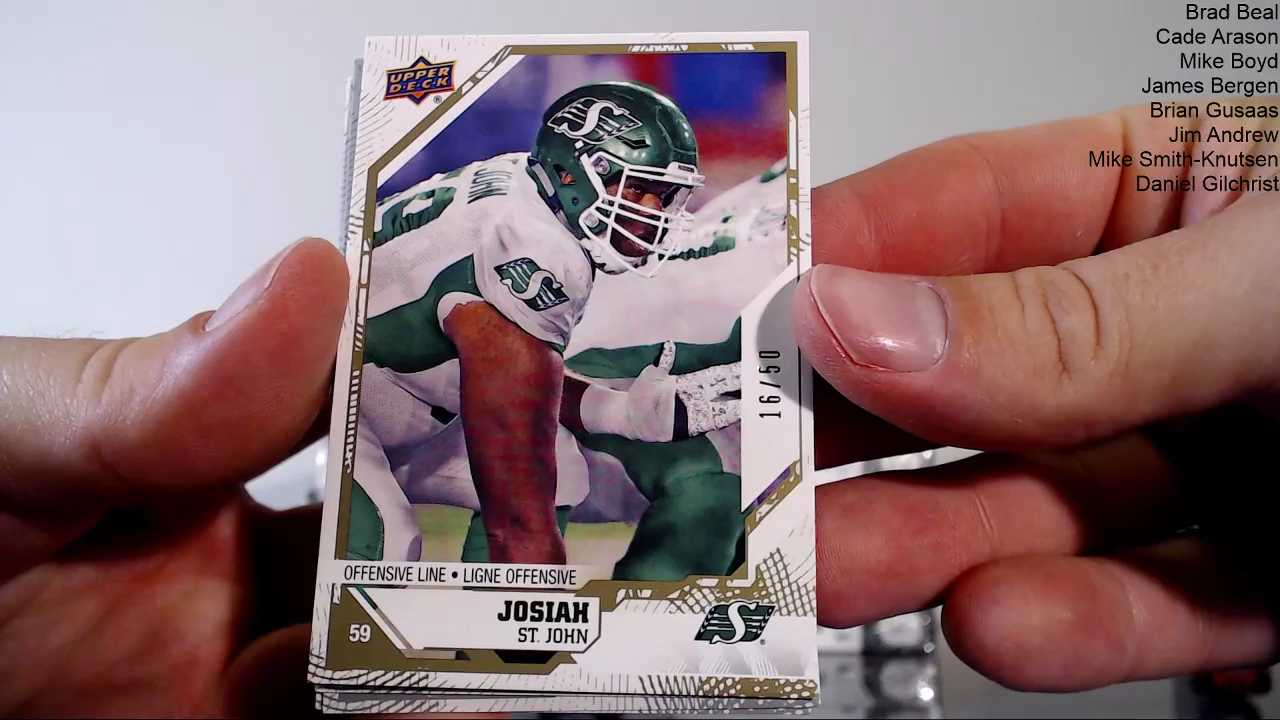 Brad Beal
Cade Arason
Mike Boyd
James Bergen
Brian Gusaas
Jim Andrew
Mike Smith-Knutsen
Daniel Gilchrist
UPPER
DECK
®
S
JOHN
S
16/50
OFFENSIVE LINE • LIGNE OFFENSIVE
59
JOSIAH
ST. JOHN
S